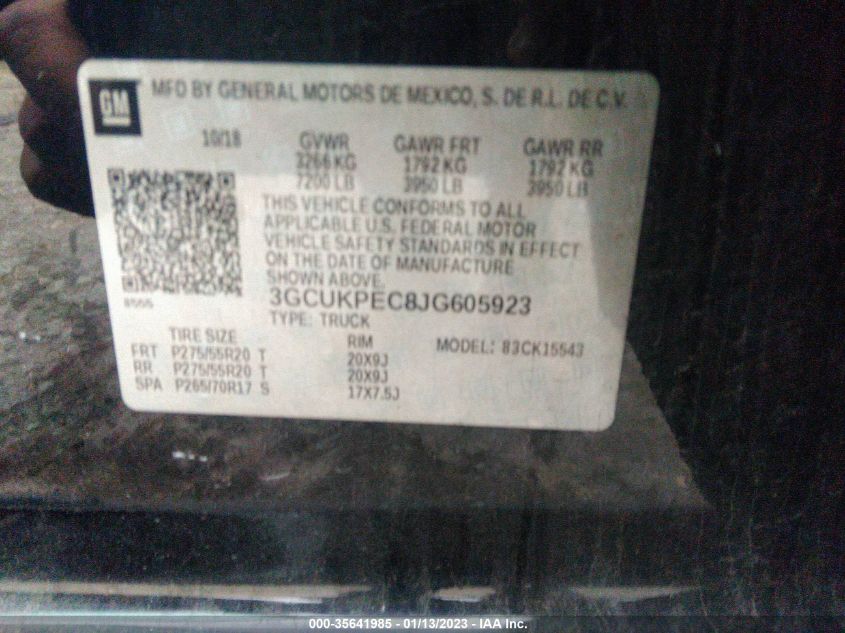 GM
MFD BY GENERAL MOTORS DE MEXICO, S. DE R.L. DE C.V.
10/18 GVWR GAWR FRT GAWR RR
3266 KG 1792 KG 1792 KG
7200 LB 3950 LB 3950 LB
THIS VEHICLE CONFORMS TO ALL
APPLICABLE U.S. FEDERAL MOTOR
VEHICLE SAFETY STANDARDS IN EFFECT
ON THE DATE OF MANUFACTURE
SHOWN ABOVE.
3GCUKPEC8JG605923
TYPE: TRUCK
MODEL: 83CK15543
TIRE SIZE RIM
FRT P275/55R20 T 20X9J
RR P275/55R20 T 20X9J
SPA P265/70R17 S 17X7.5J
000-35641985 - 01/13/2023 - IAA Inc.